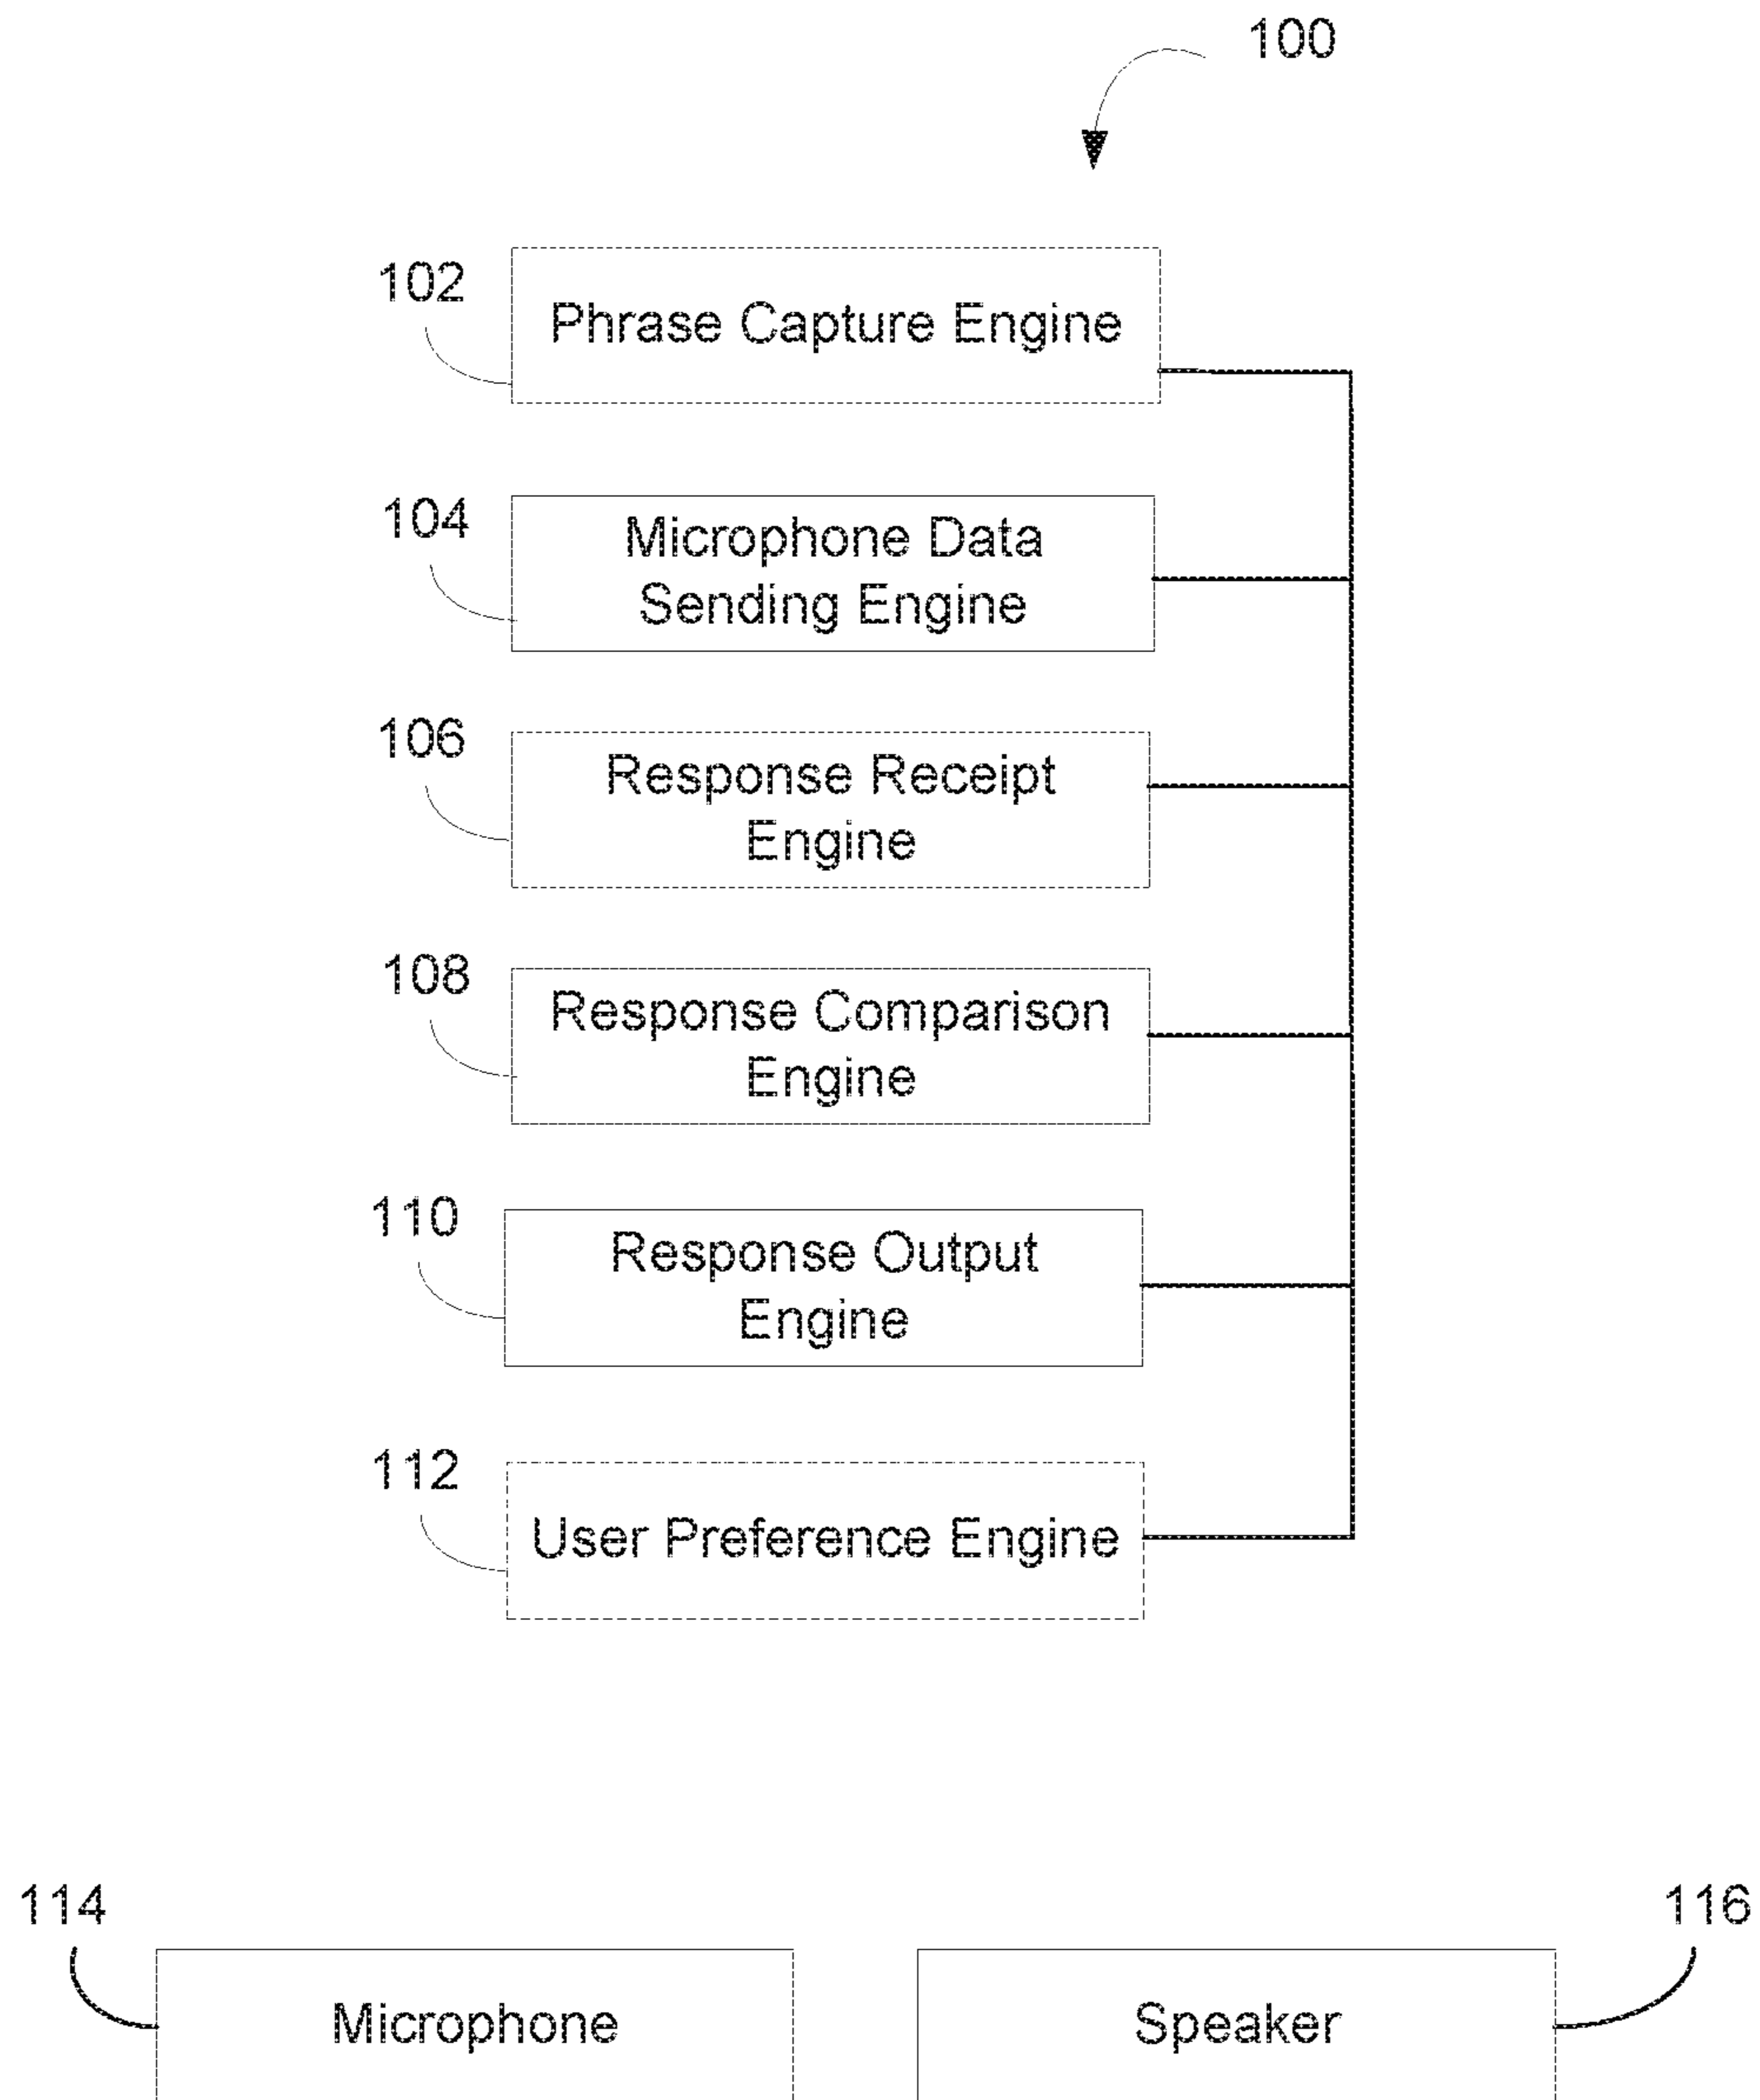 100
102
Phrase Capture Engine
104
Microphone Data
Sending Engine
106
Response Receipt
Engine
108
Response Comparison
Engine
110
Response Output
Engine
112
User Preference Engine
114
116
Microphone
Speaker